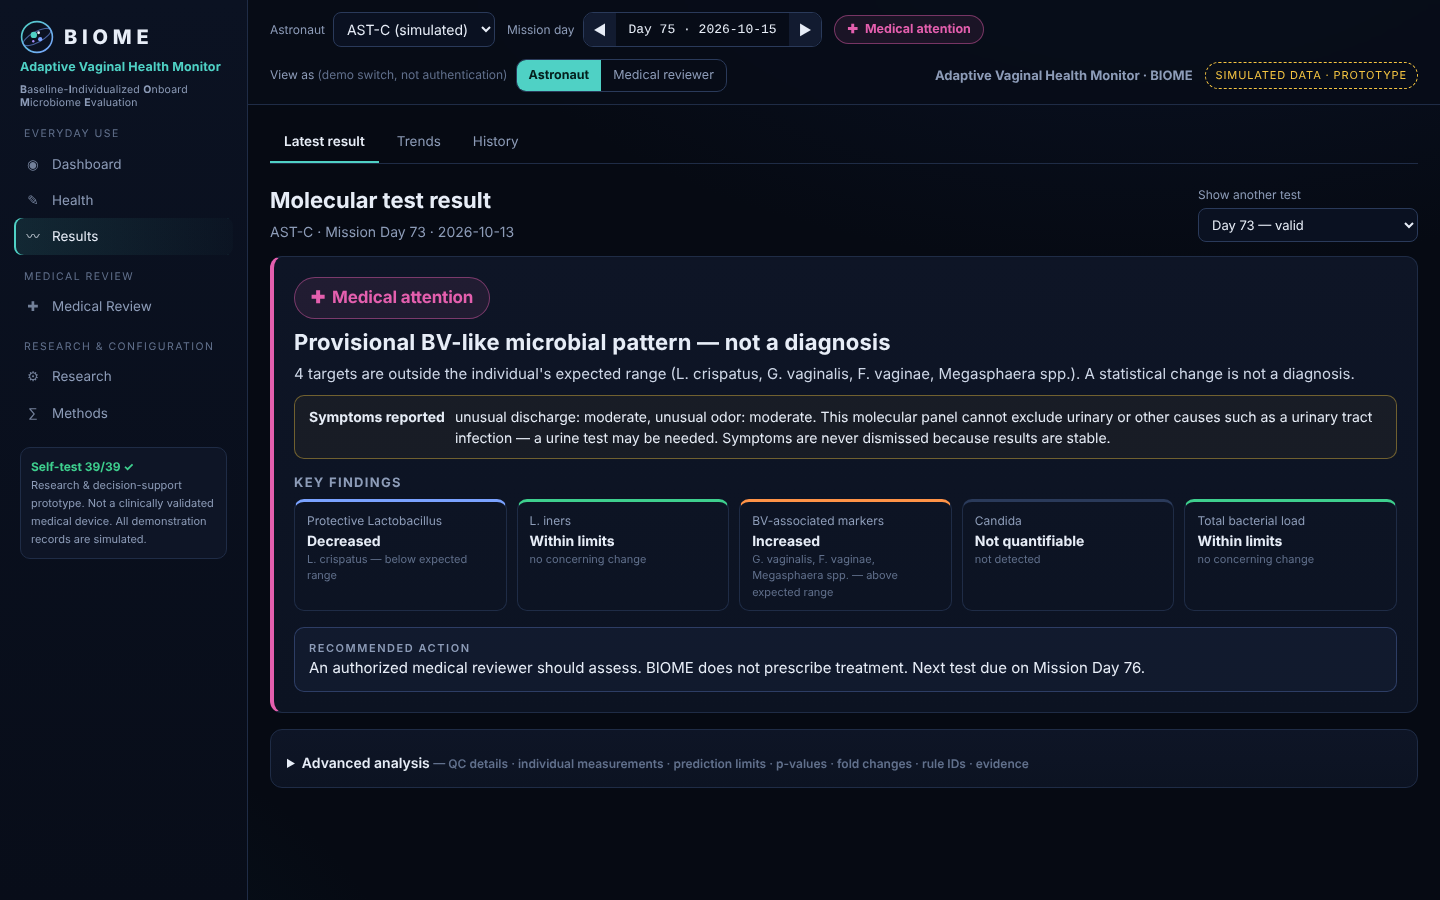 BIOME
Adaptive Vaginal Health Monitor
Baseline-Individualized Onboard
Microbiome Evaluation
EVERYDAY USE
Dashboard
Health
Results
MEDICAL REVIEW
Medical Review
RESEARCH & CONFIGURATION
Research
Methods
Self-test 39/39 ✓
Research & decision-support
prototype. Not a clinically validated
medical device. All demonstration
records are simulated.
Astronaut
AST-C (simulated)
Mission day
Day 75 · 2026-10-15
Medical attention
View as (demo switch, not authentication)
Astronaut
Medical reviewer
Adaptive Vaginal Health Monitor · BIOME
SIMULATED DATA · PROTOTYPE
Latest result
Trends
History
Molecular test result
AST-C · Mission Day 73 · 2026-10-13
Show another test
Day 73 — valid
Medical attention
Provisional BV-like microbial pattern — not a diagnosis
4 targets are outside the individual's expected range (L. crispatus, G. vaginalis, F. vaginae, Megasphaera spp.). A statistical change is not a diagnosis.
Symptoms reported unusual discharge: moderate, unusual odor: moderate. This molecular panel cannot exclude urinary or other causes such as a urinary tract
infection — a urine test may be needed. Symptoms are never dismissed because results are stable.
KEY FINDINGS
Protective Lactobacillus
Decreased
L. crispatus — below expected
range
L. iners
Within limits
no concerning change
BV-associated markers
Increased
G. vaginalis, F. vaginae,
Megasphaera spp. — above
expected range
Candida
Not quantifiable
not detected
Total bacterial load
Within limits
no concerning change
RECOMMENDED ACTION
An authorized medical reviewer should assess. BIOME does not prescribe treatment. Next test due on Mission Day 76.
Advanced analysis — QC details · individual measurements · prediction limits · p-values · fold changes · rule IDs · evidence